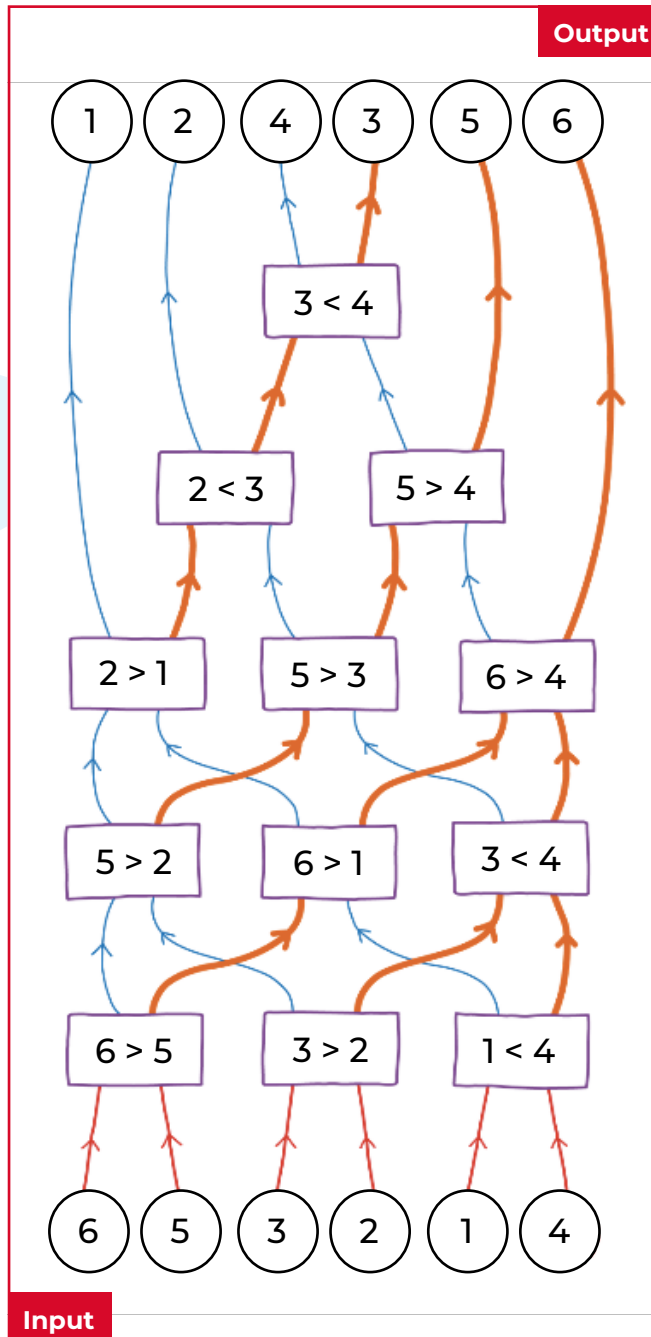 Output
1 2 4 3 5 6
3 < 4
2 < 3 5 > 4
2 > 1 5 > 3 6 > 4
5 > 2 6 > 1 3 < 4
6 > 5 3 > 2 1 < 4
6 5 3 2 1 4
Input